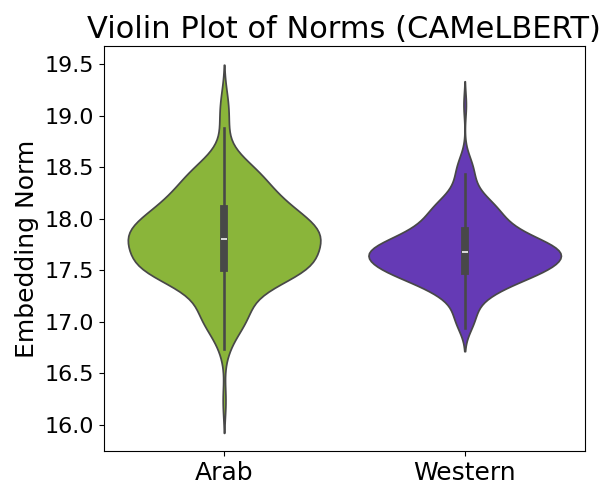 Violin Plot of Norms (CAMeLBERT)
Embedding Norm
19.5
19.0
18.5
18.0
17.5
17.0
16.5
16.0
Arab
Western